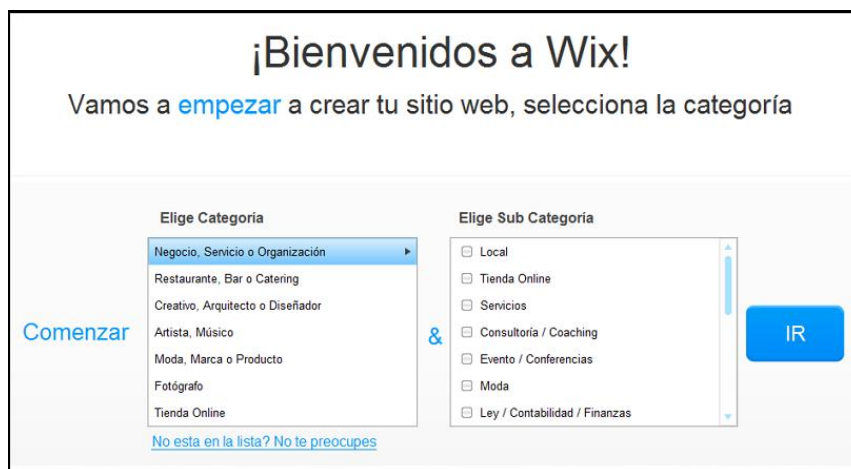 ¡Bienvenidos a Wix!
Vamos a empezar a crear tu sitio web, selecciona la categoría
Elige Categoría
Elige Sub Categoría
Comenzar
Negocio, Servicio o Organización
Restaurante, Bar o Catering
Creativo, Arquitecto o Diseñador
Artista, Músico
Moda, Marca o Producto
Fotógrafo
Tienda Online
&
Local
Tienda Online
Servicios
Consultoría / Coaching
Evento / Conferencias
Moda
Ley / Contabilidad / Finanzas
IR
No esta en la lista? No te preocupes